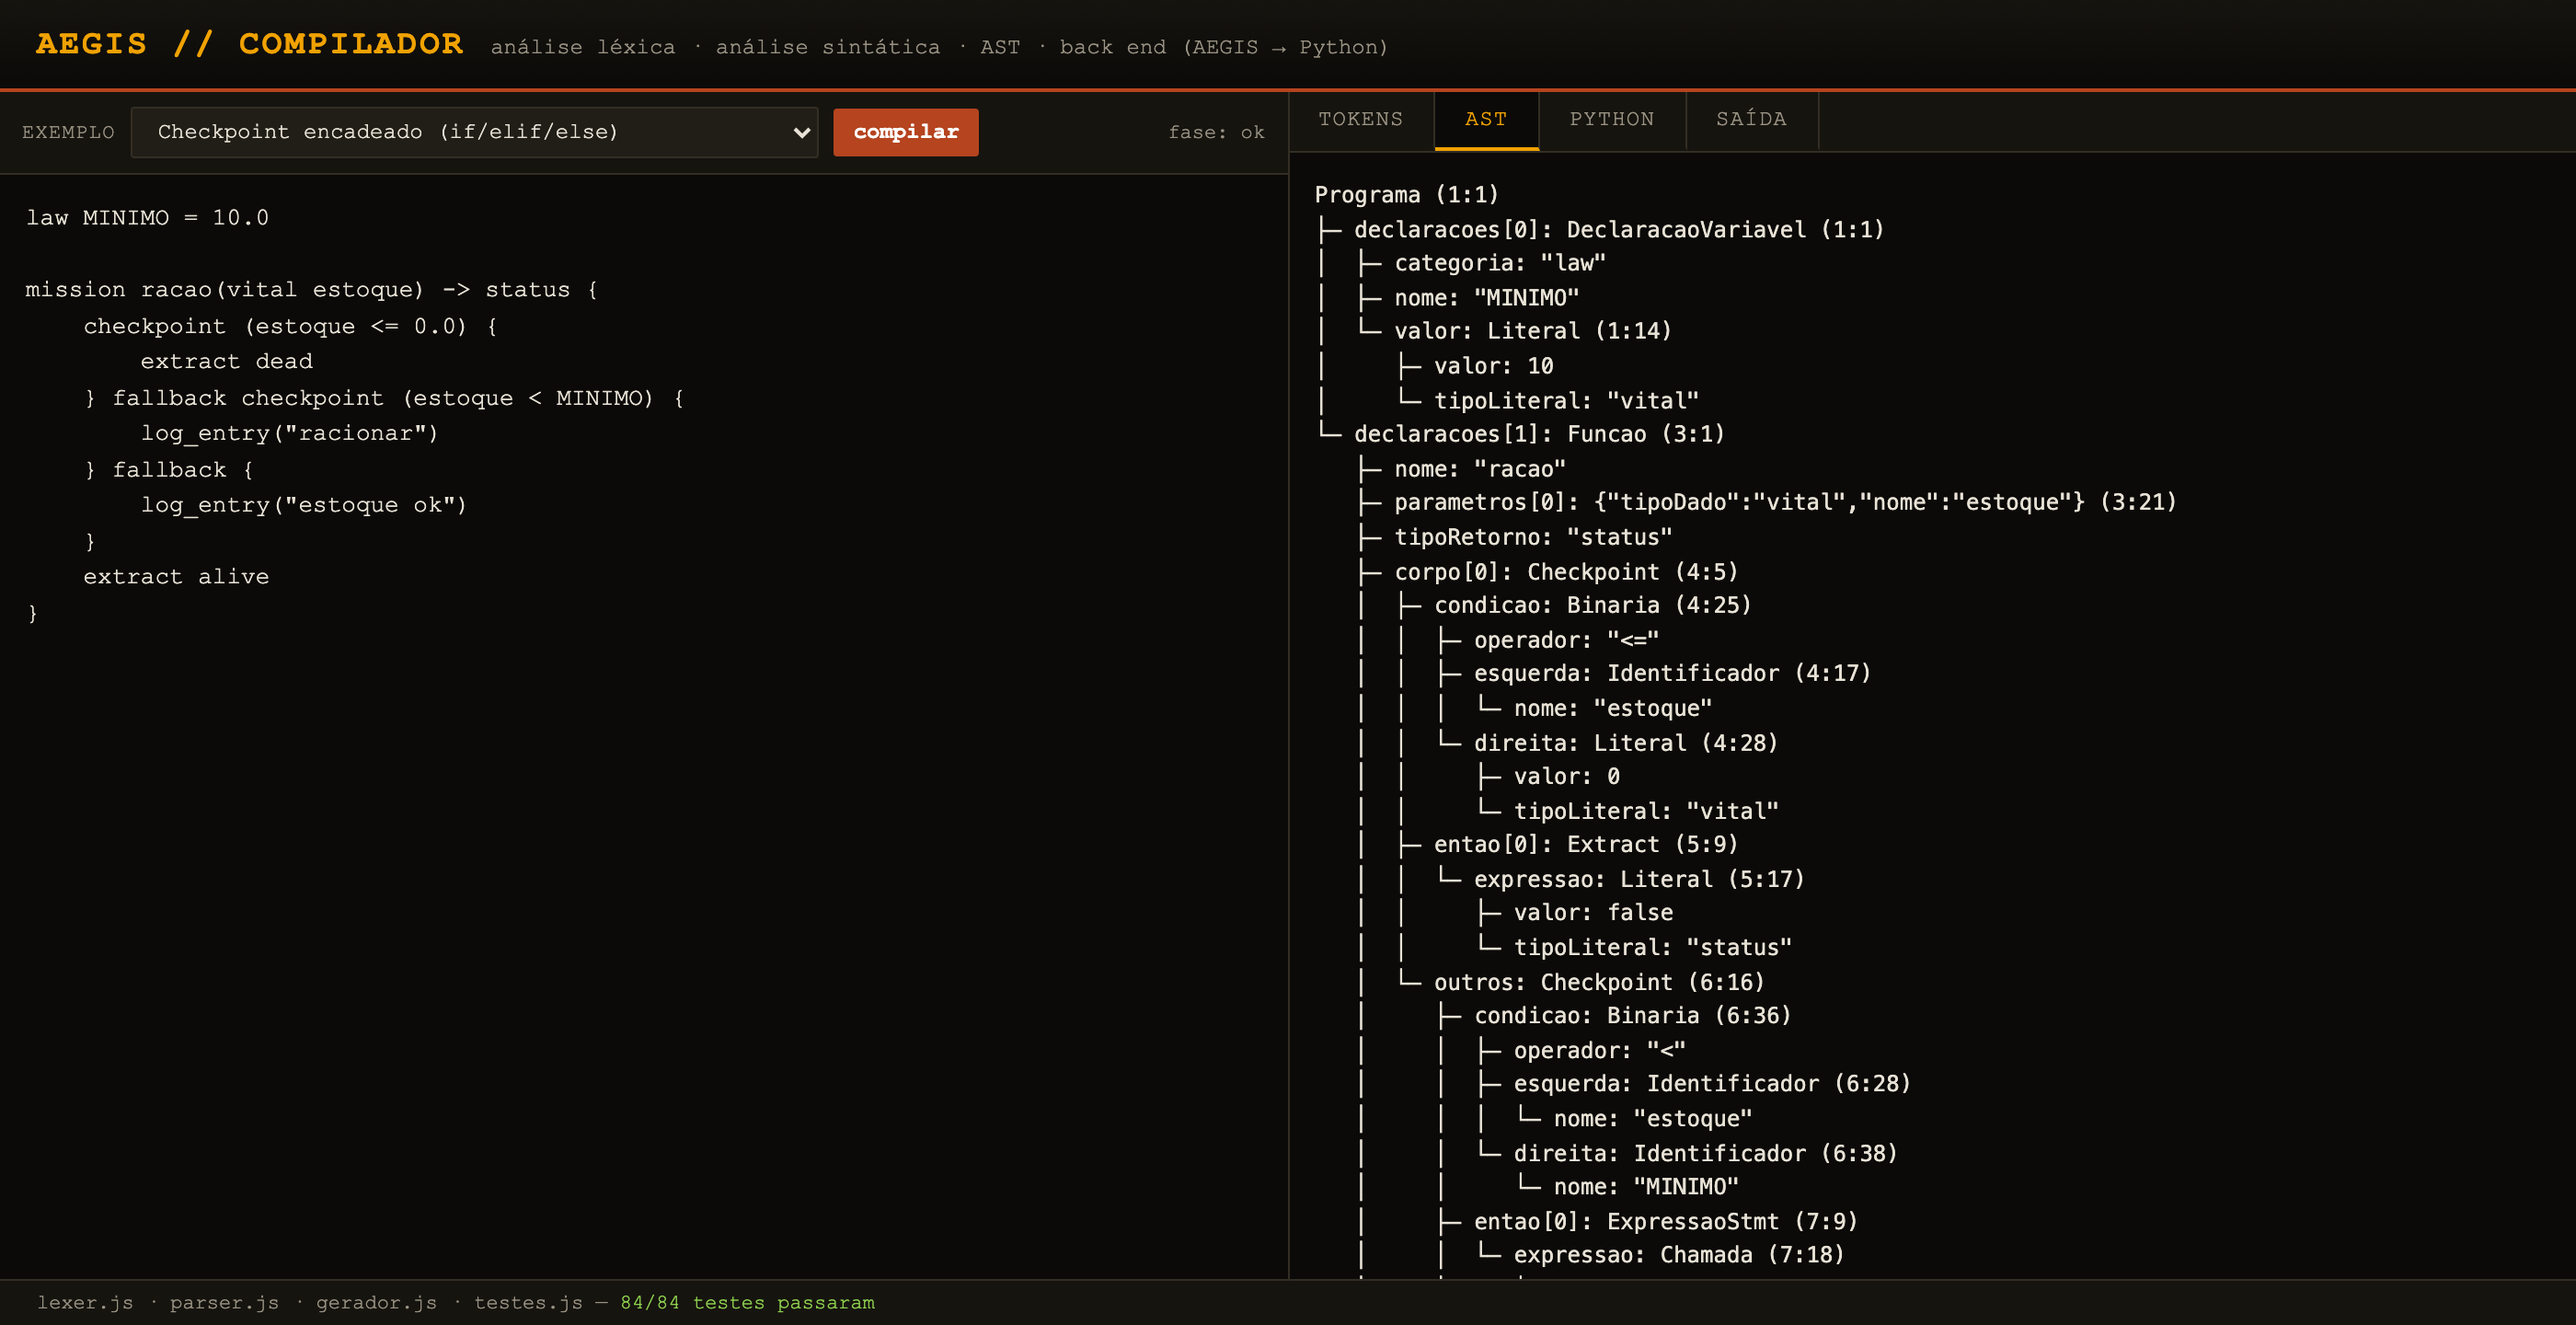 AEGIS // COMPILADOR análise léxica · análise sintática · AST · back end (AEGIS → Python)
EXEMPLO Checkpoint encadeado (if/elif/else) compilar fase: ok
law MINIMO = 10.0
mission racao(vital estoque) -> status {
    checkpoint (estoque <= 0.0) {
        extract dead
    } fallback checkpoint (estoque < MINIMO) {
        log_entry("racionar")
    } fallback {
        log_entry("estoque ok")
    }
    extract alive
}
TOKENS AST PYTHON SAÍDA
Programa (1:1)
├─ declaracoes[0]: DeclaracaoVariavel (1:1)
│  ├─ categoria: "law"
│  ├─ nome: "MINIMO"
│  └─ valor: Literal (1:14)
│     ├─ valor: 10
│     └─ tipoLiteral: "vital"
└─ declaracoes[1]: Funcao (3:1)
   ├─ nome: "racao"
   ├─ parametros[0]: {"tipoDado":"vital","nome":"estoque"} (3:21)
   ├─ tipoRetorno: "status"
   ├─ corpo[0]: Checkpoint (4:5)
   │  ├─ condicao: Binaria (4:25)
   │  │  ├─ operador: "<="
   │  │  ├─ esquerda: Identificador (4:17)
   │  │  │  └─ nome: "estoque"
   │  │  └─ direita: Literal (4:28)
   │  │     ├─ valor: 0
   │  │     └─ tipoLiteral: "vital"
   │  ├─ entao[0]: Extract (5:9)
   │  │  └─ expressao: Literal (5:17)
   │  │     ├─ valor: false
   │  │     └─ tipoLiteral: "status"
   │  └─ outros: Checkpoint (6:16)
   │     ├─ condicao: Binaria (6:36)
   │     │  ├─ operador: "<"
   │     │  ├─ esquerda: Identificador (6:28)
   │     │  │  └─ nome: "estoque"
   │     │  └─ direita: Identificador (6:38)
   │     │     └─ nome: "MINIMO"
   │     ├─ entao[0]: ExpressaoStmt (7:9)
   │     │  └─ expressao: Chamada (7:18)
lexer.js · parser.js · gerador.js · testes.js — 84/84 testes passaram